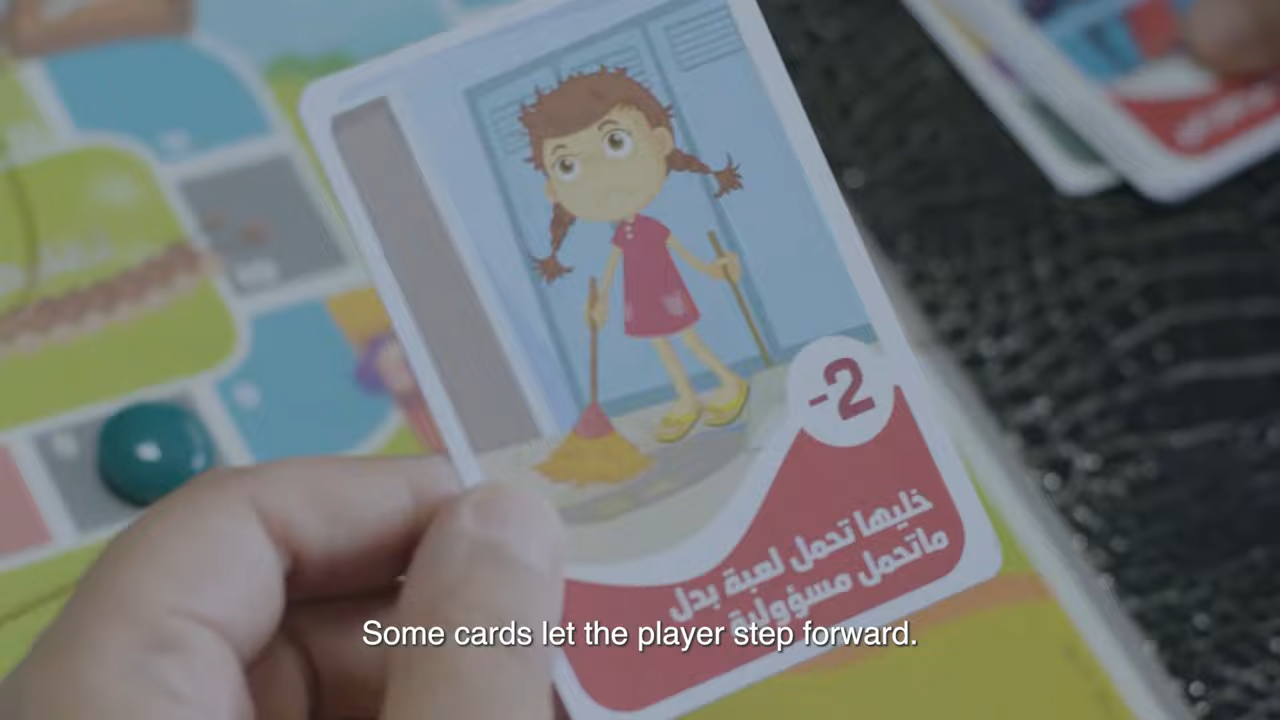 -2
خليها تحمل لعبة بدل
ماتحمل مسؤولية
Some cards let the player step forward.